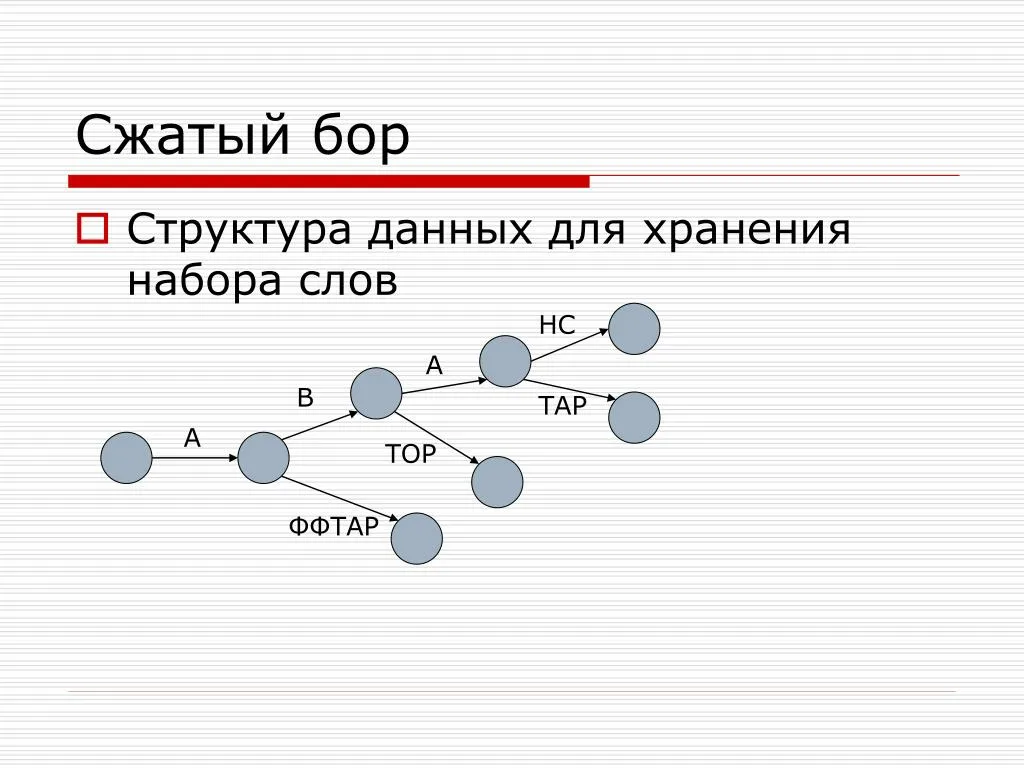 Сжатый бор
Структура данных для хранения
набора слов
НС
А
ТАР
В
А
ТОР
ФФТАР